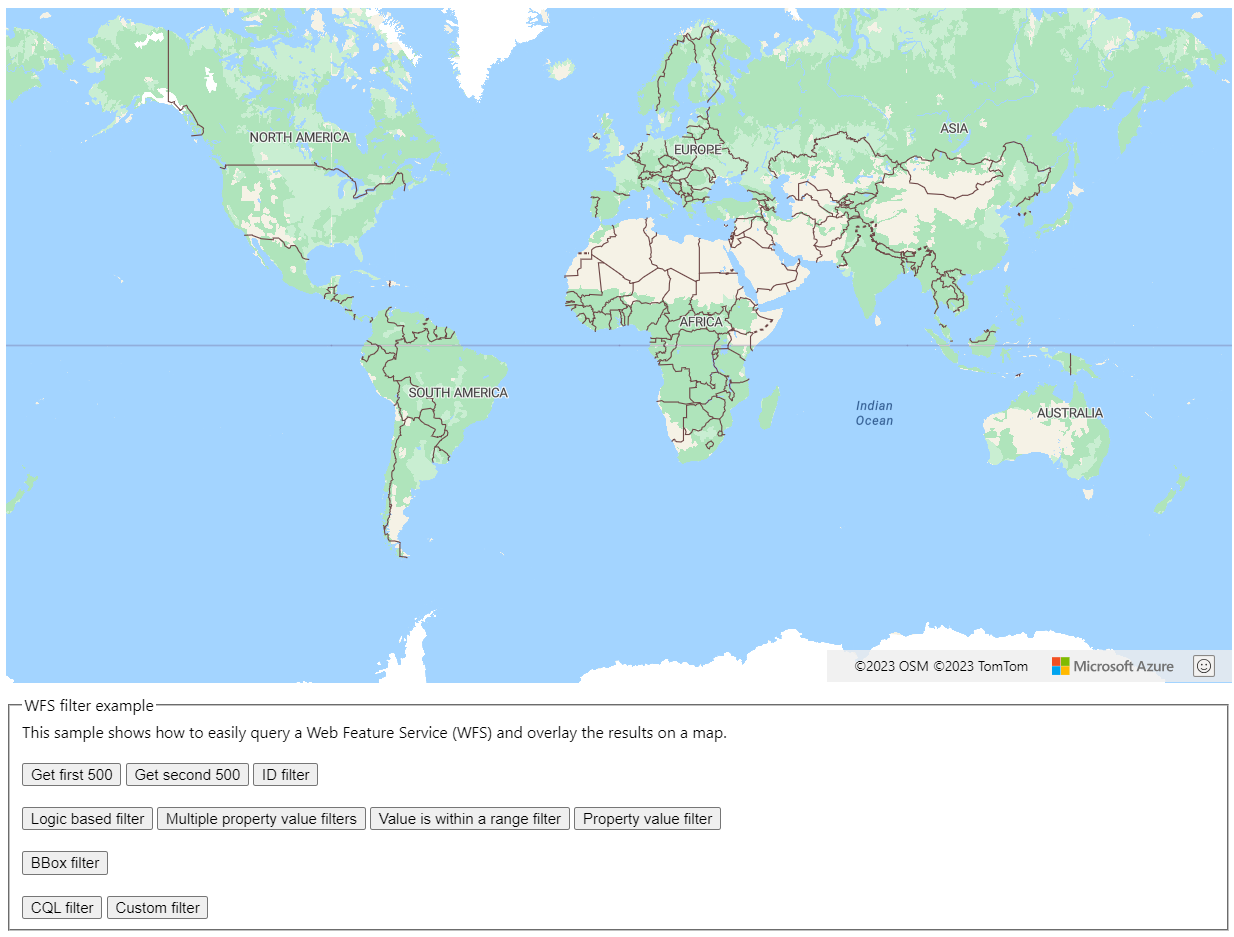 NORTH AMERICA
ASIA
EUROPE
AFRICA
SOUTH AMERICA
Indian
Ocean
AUSTRALIA
©2023 OSM ©2023 TomTom Microsoft Azure
WFS filter example
This sample shows how to easily query a Web Feature Service (WFS) and overlay the results on a map.
Get first 500 Get second 500 ID filter
Logic based filter Multiple property value filters Value is within a range filter Property value filter
BBox filter
CQL filter Custom filter